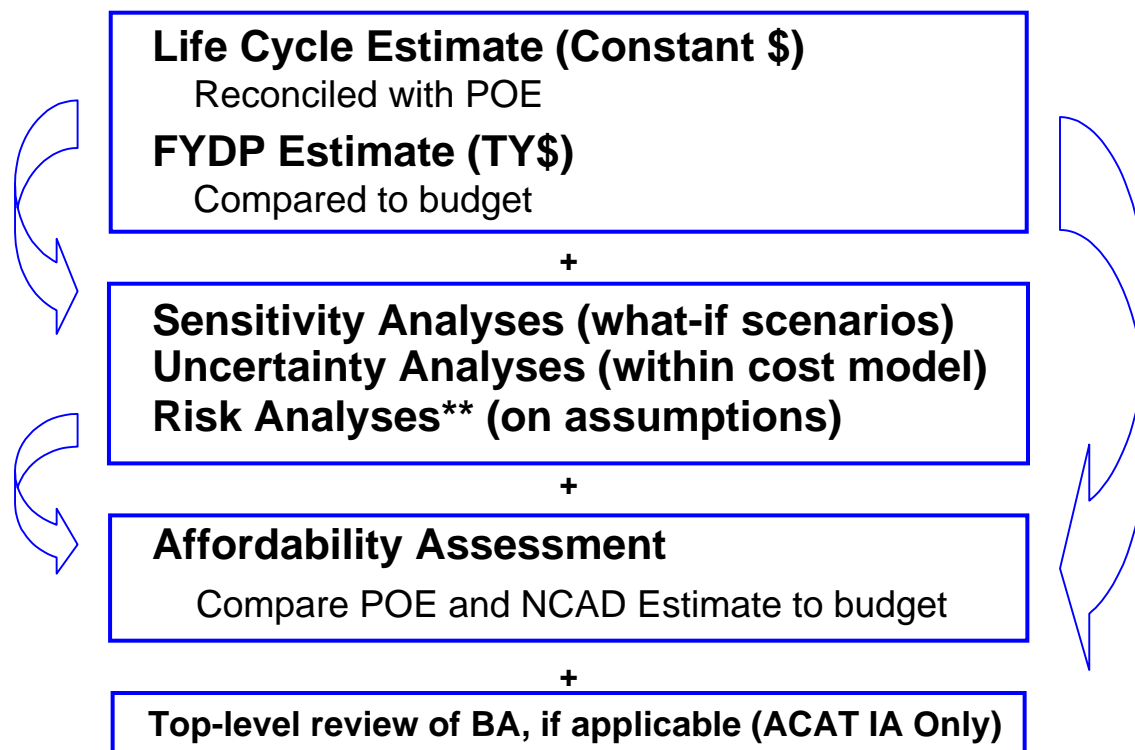 Life Cycle Estimate (Constant $)
Reconciled with POE
FYDP Estimate (TY$)
Compared to budget
+
Sensitivity Analyses (what-if scenarios)
Uncertainty Analyses (within cost model)
Risk Analyses** (on assumptions)
+
Affordability Assessment
Compare POE and NCAD Estimate to budget
+
Top-level review of BA, if applicable (ACAT IA Only)